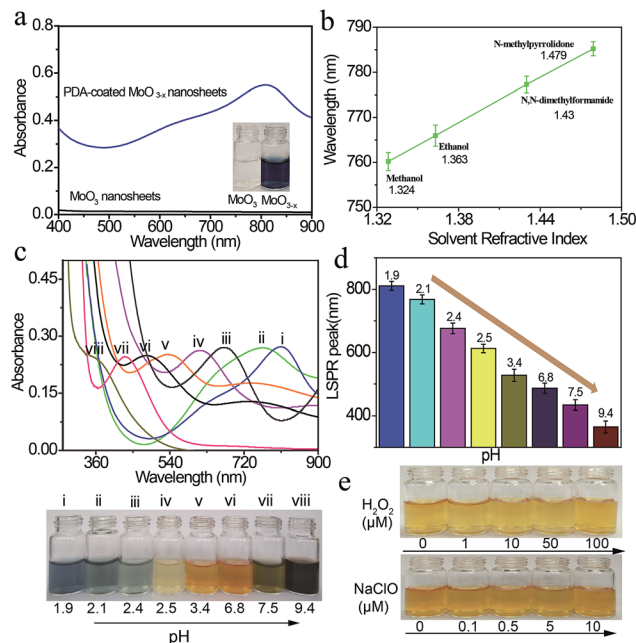 a
Absorbance
0.8
0.6
0.4
0.2
0.0
PDA-coated MoO 3-x nanosheets
MoO3 nanosheets
MoO3 MoO3-x
400 500 600 700 800 900
Wavelength (nm)
b
Wavelength (nm)
790
780
770
760
750
N-methylpyrrolidone
1.479
N,N-dimethylformamide
1.43
Ethanol
1.363
Methanol
1.324
1.32 1.38 1.44 1.50
Solvent Refractive Index
c
Absorbance
0.45
0.30
0.15
0.00
viii vii vi v iv iii ii i
360 540 720 900
Wavelength (nm)
i ii iii iv v vi vii viii
1.9 2.1 2.4 2.5 3.4 6.8 7.5 9.4
pH
d
LSPR peak(nm)
800
600
400
1.9 2.1 2.4 2.5 3.4 6.8 7.5 9.4
pH
e
H2O2
(μM)
0 1 10 50 100
NaClO
(μM)
0 0.1 0.5 5 10